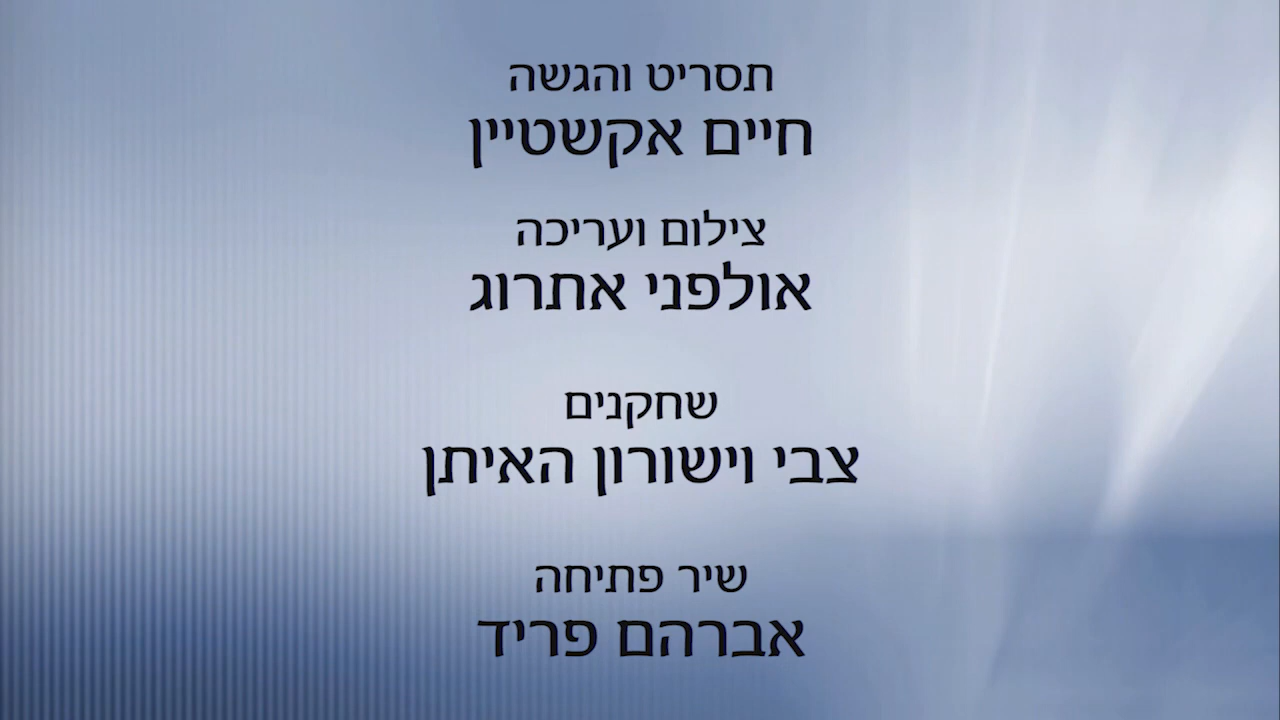 תסריט והגשה
חיים אקשטיין
צילום ועריכה
אולפני אתרוג
שחקנים
צבי וישורון האיתן
שיר פתיחה
אברהם פריד